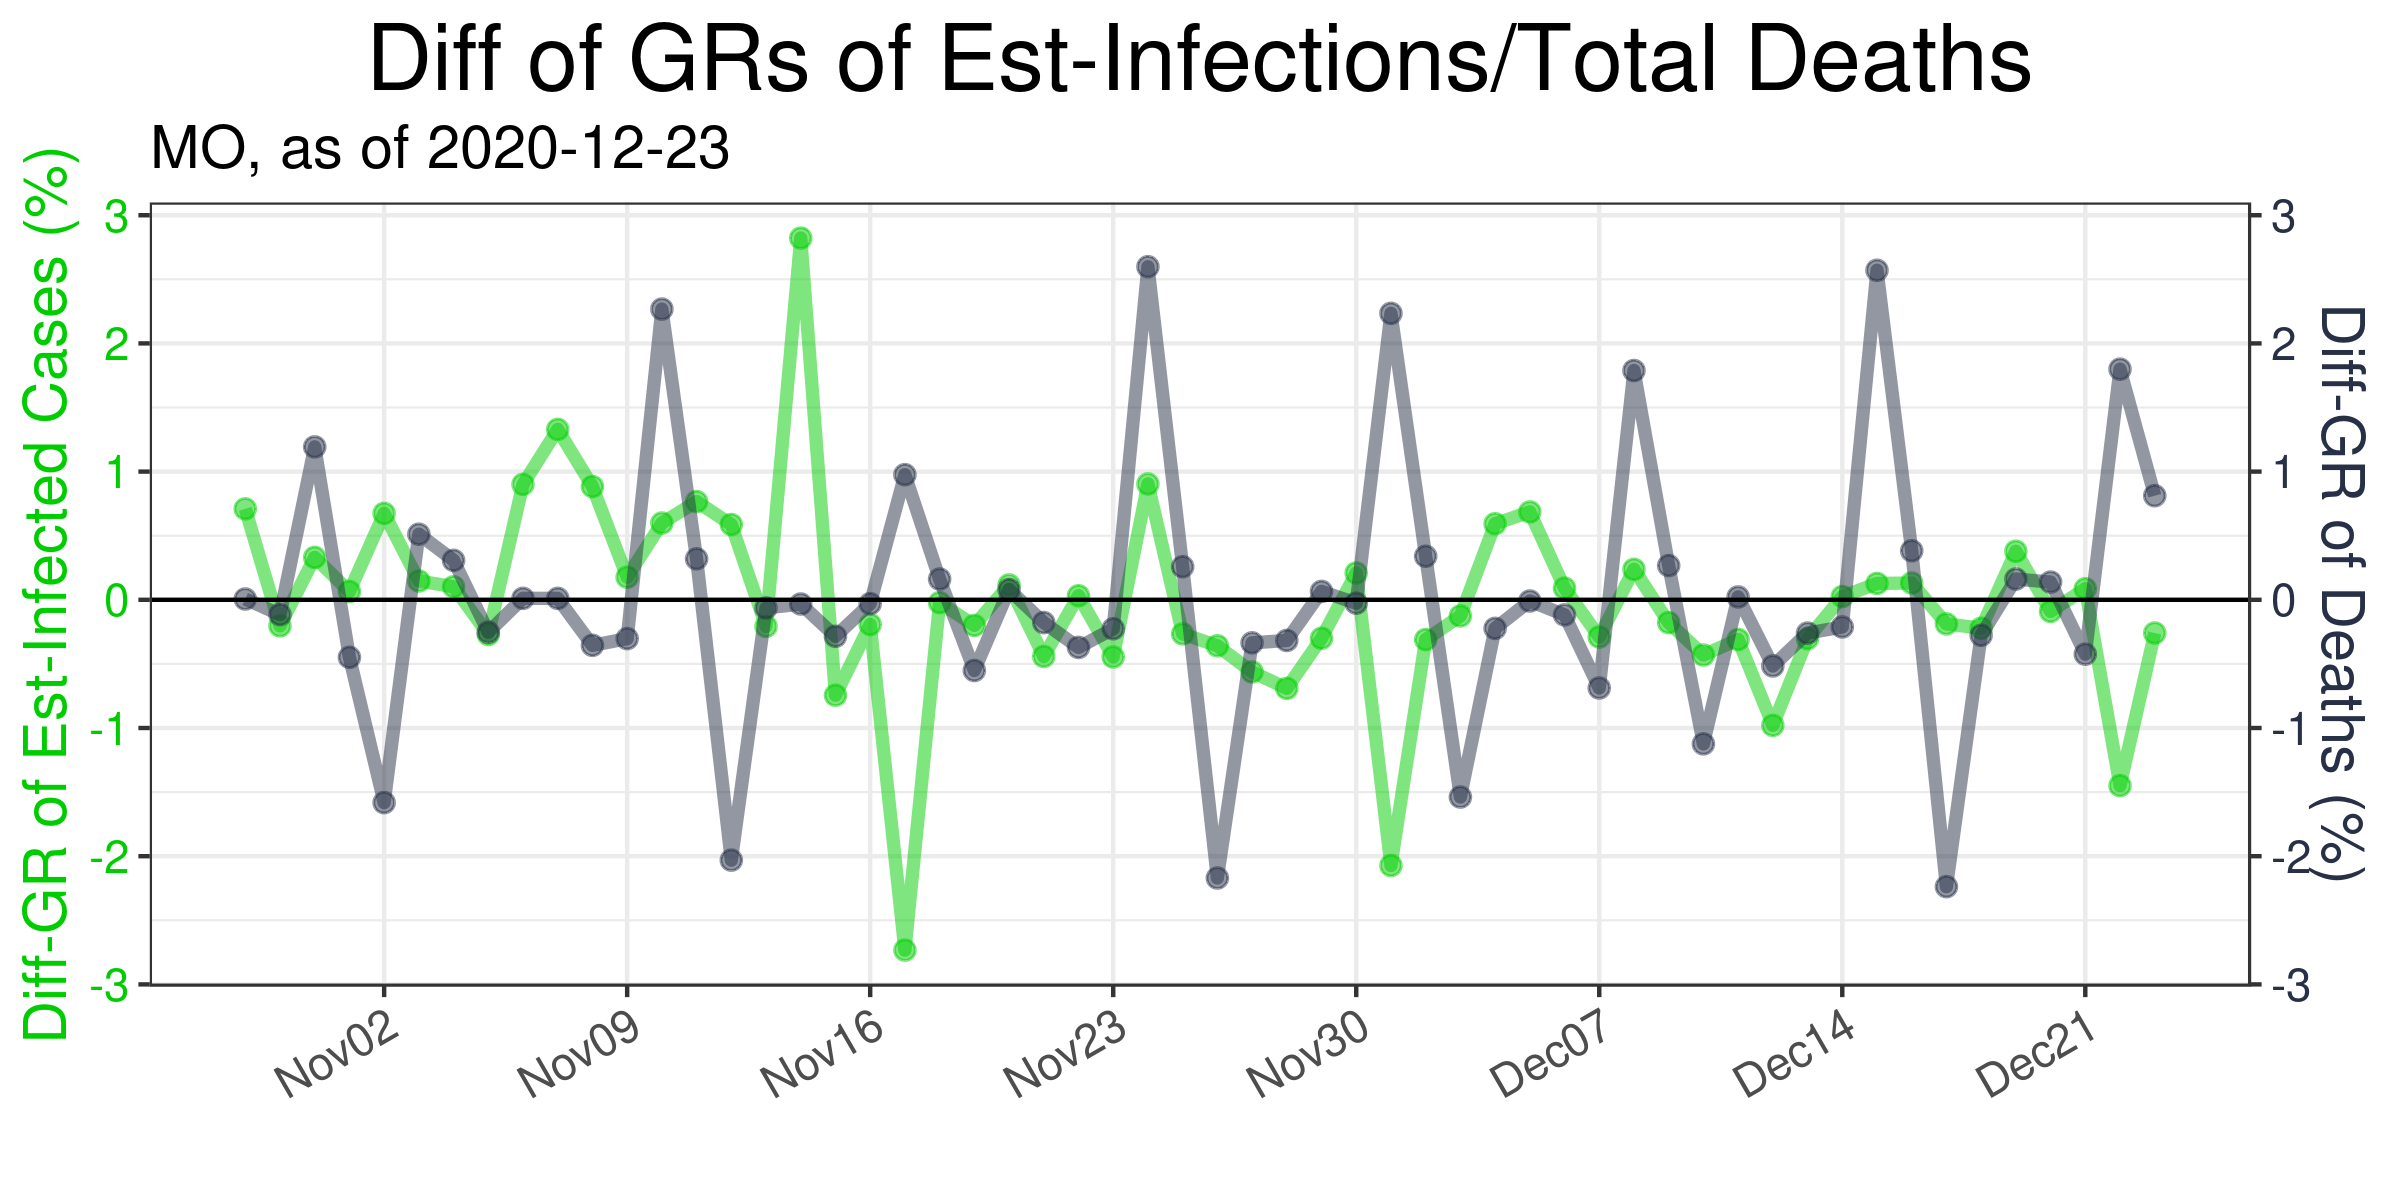 Diff of GRs of Est-Infections/Total Deaths
MO, as of 2020-12-23
Diff-GR of Est-Infected Cases (%)
3
2
1
0
-1
-2
-3
3
2
1
0
-1
-2
-3
Diff-GR of Deaths (%)
Nov02
Nov09
Nov16
Nov23
Nov30
Dec07
Dec14
Dec21